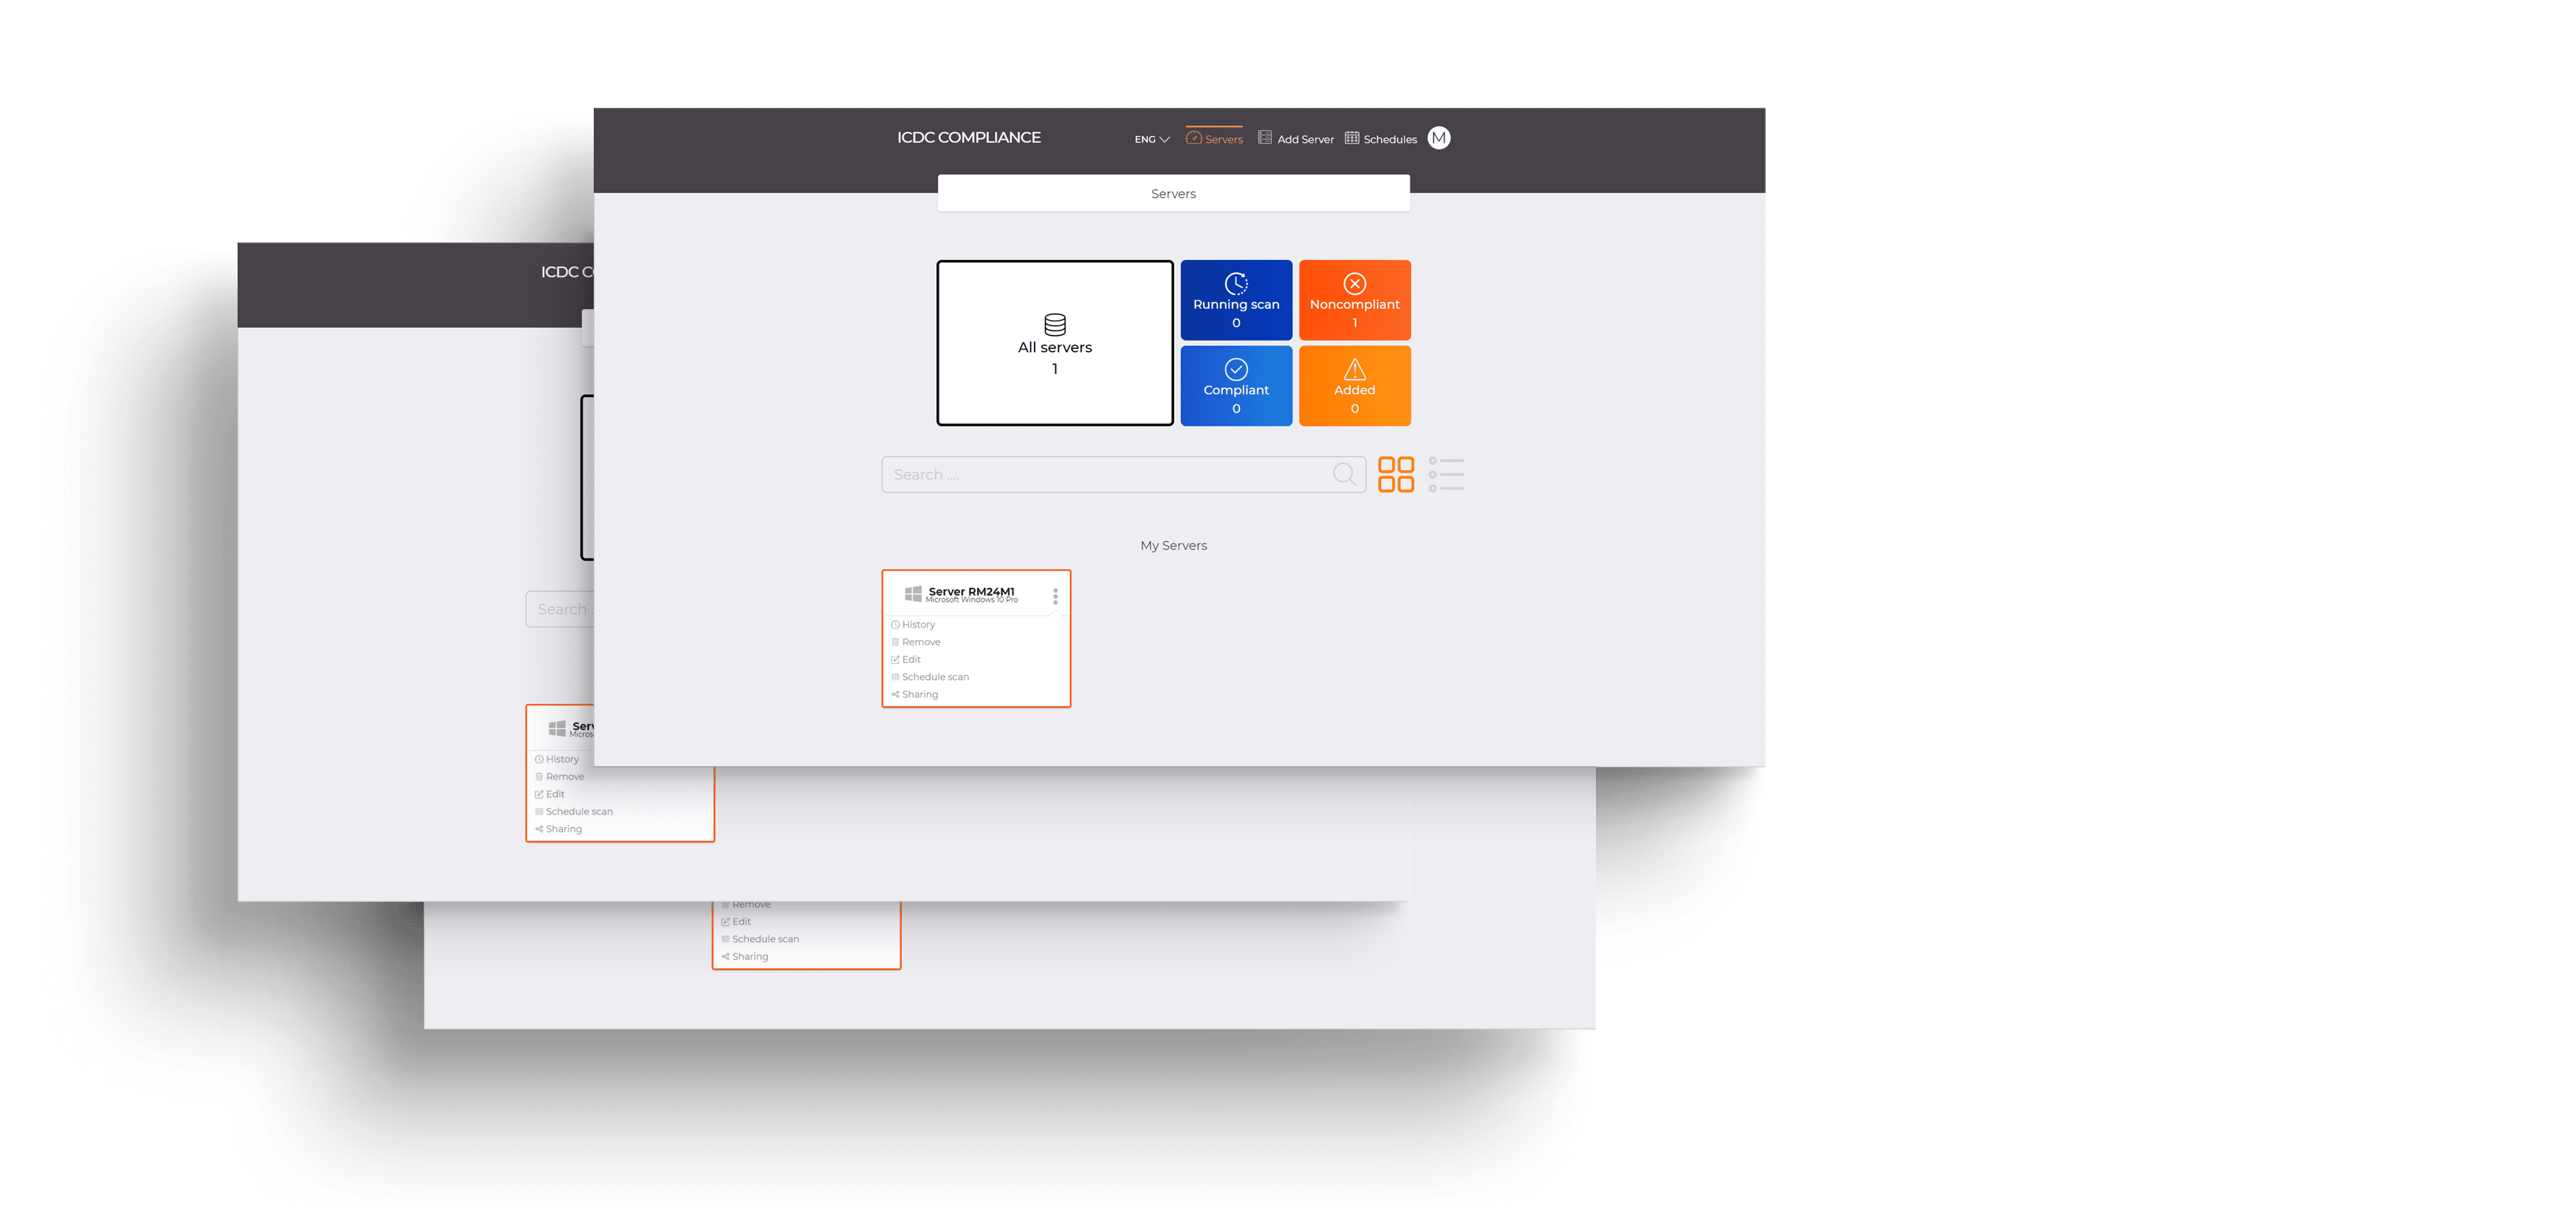 ICDC COMPLIANCE
ENG Servers Add Server Schedules M
Servers
All servers
1
Running scan
0
Noncompliant
1
Compliant
0
Added
0
Search ....
My Servers
Server RM24M1
Microsoft Windows 10 Pro
History
Remove
Edit
Schedule scan
Sharing
ICDC C
Search .
Serv
Micros
History
Remove
Edit
Schedule scan
Sharing
Remove
Edit
Schedule scan
Sharing